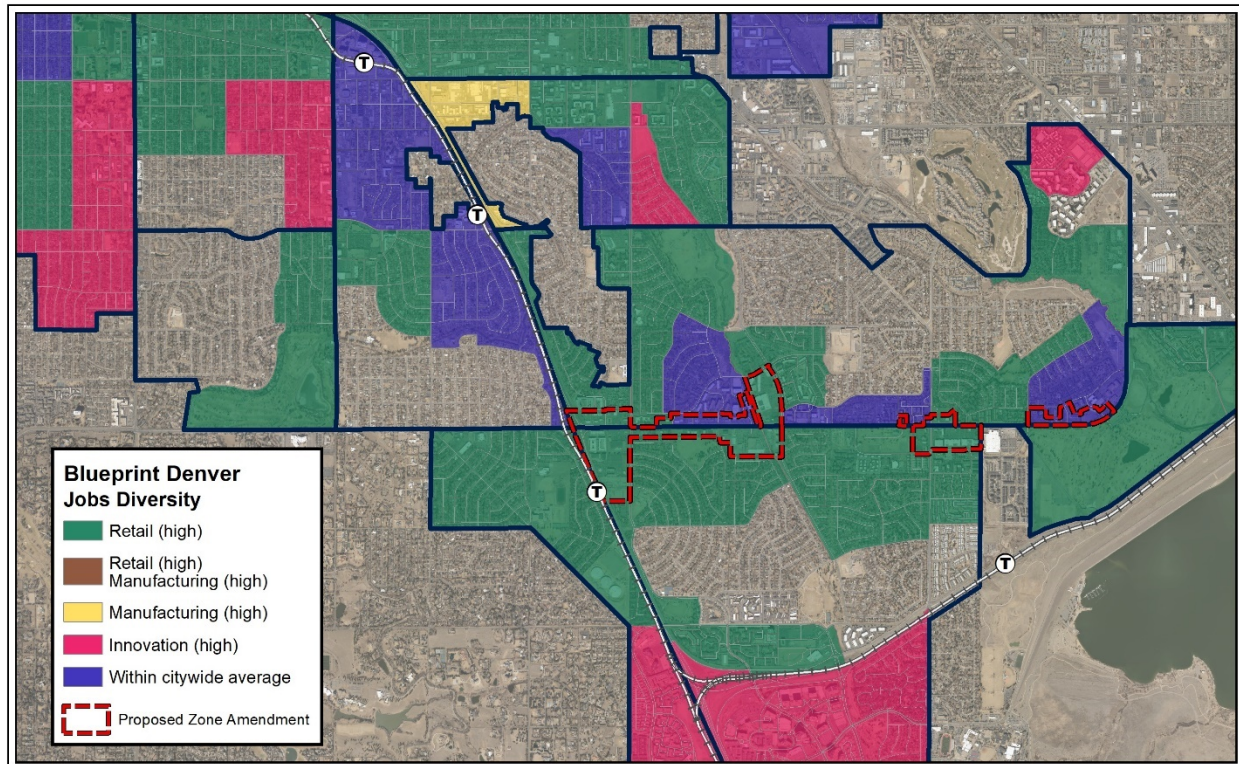 T
T
T
T
Blueprint Denver
Jobs Diversity
Retail (high)
Retail (high)
Manufacturing (high)
Manufacturing (high)
Innovation (high)
Within citywide average
Proposed Zone Amendment